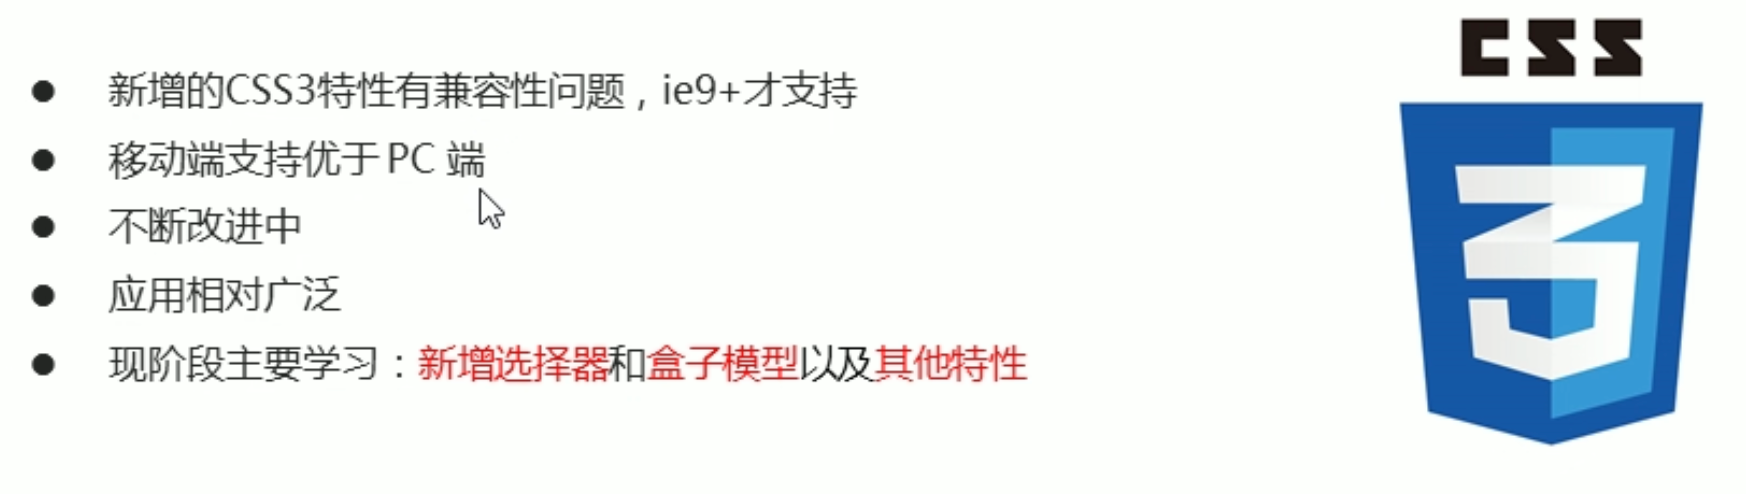 CSS
3
● 新增的CSS3特性有兼容性问题，ie9+才支持
● 移动端支持优于 PC 端
● 不断改进中
● 应用相对广泛
● 现阶段主要学习：新增选择器和盒子模型以及其他特性